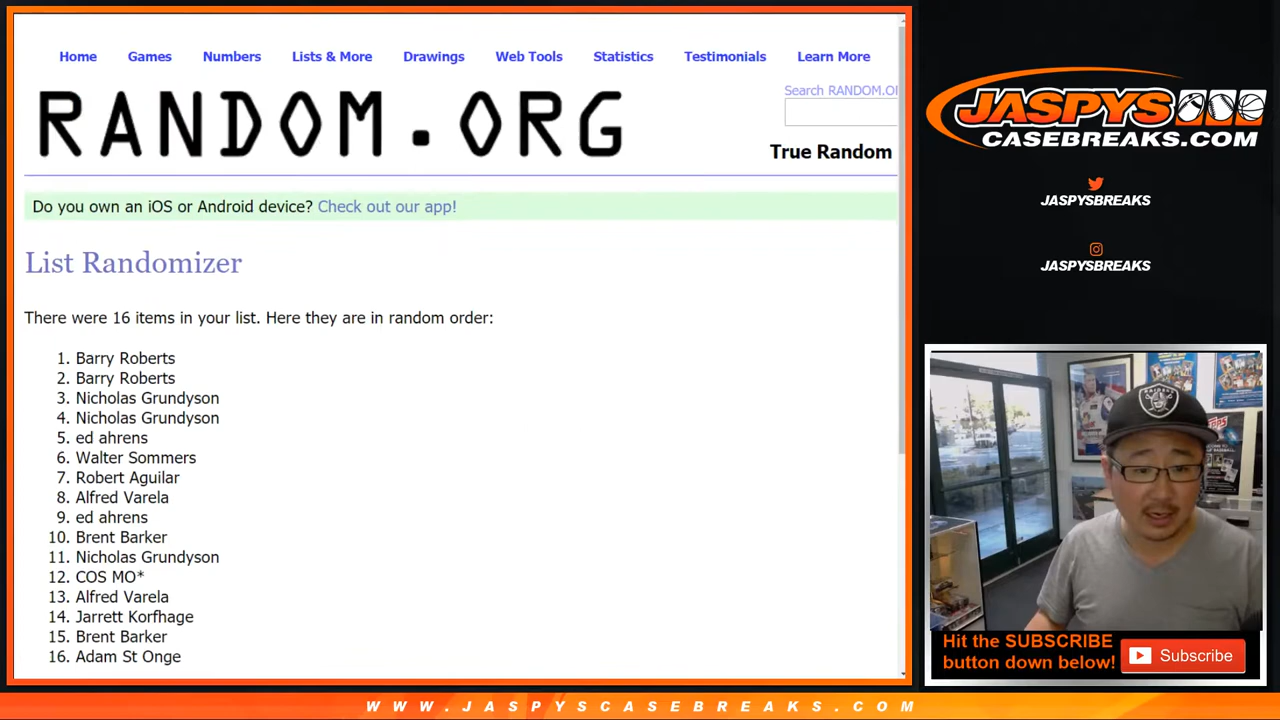 Home Games Numbers Lists & More Drawings Web Tools Statistics Testimonials Learn More
Search RANDOM.O
RANDOM.ORG
True Random
Do you own an iOS or Android device? Check out our app!
List Randomizer
There were 16 items in your list. Here they are in random order:
1. Barry Roberts
2. Barry Roberts
3. Nicholas Grundyson
4. Nicholas Grundyson
5. ed ahrens
6. Walter Sommers
7. Robert Aguilar
8. Alfred Varela
9. ed ahrens
10. Brent Barker
11. Nicholas Grundyson
12. COS MO*
13. Alfred Varela
14. Jarrett Korfhage
15. Brent Barker
16. Adam St Onge
JASPYS
CASEBREAKS.COM
JASPYSBREAKS
JASPYSBREAKS
RAIDERS
TOPPS
Hit the SUBSCRIBE
button down below!
Subscribe
WWW.JASPYSCASEBREAKS.COM